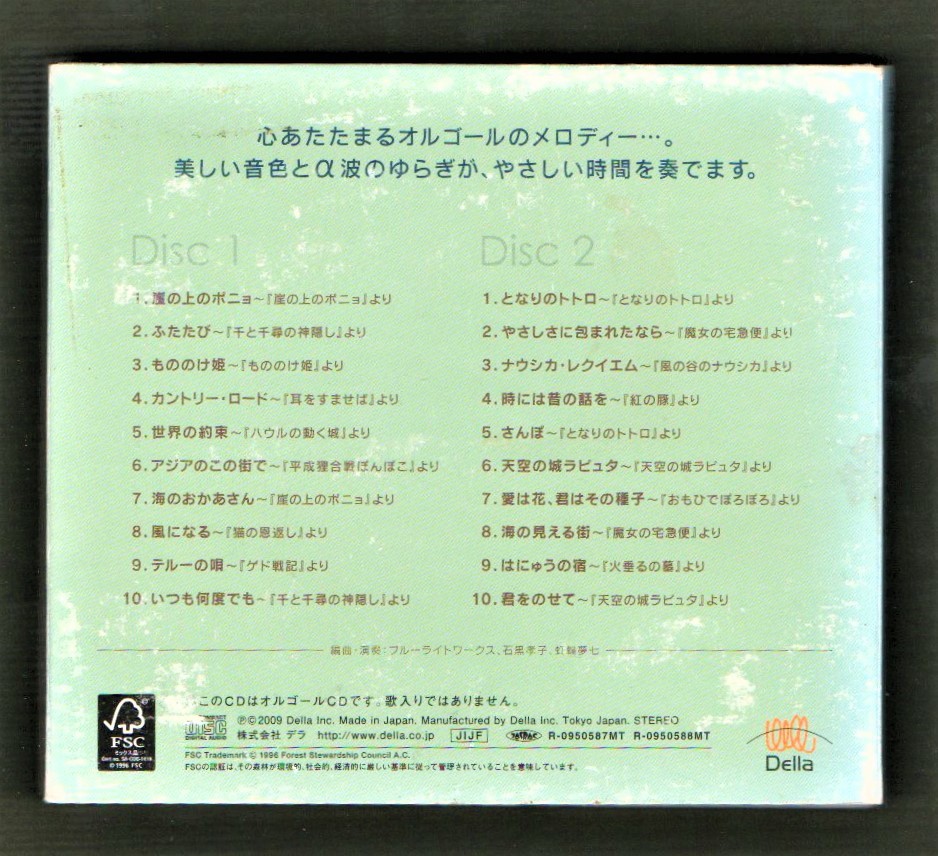 心あたたまるオルゴールのメロディー…。
美しい音色とα波のゆらぎが、やさしい時間を奏でます。
Disc 1
1.崖の上のポニョ～『崖の上のポニョ』より
2.ふたたび～『千と千尋の神隠し』より
3.もののけ姫～『もののけ姫』より
4.カントリー・ロード～『耳をすませば』より
5.世界の約束～『ハウルの動く城』より
6.アジアのこの街で～『平成狸合戦ぽんぽこ』より
7.海のおかあさん～『崖の上のポニョ』より
8.風になる～『猫の恩返し』より
9.テルーの唄～『ゲド戦記』より
10.いつも何度でも～『千と千尋の神隠し』より
Disc 2
1.となりのトトロ～『となりのトトロ』より
2.やさしさに包まれたなら～『魔女の宅急便』より
3.ナウシカ・レクイエム～『風の谷のナウシカ』より
4.時には昔の話を～『紅の豚』より
5.さんぽ～『となりのトトロ』より
6.天空の城ラピュタ～『天空の城ラピュタ』より
7.愛は花、君はその種子～『おもひでぽろぽろ』より
8.海の見える街～『魔女の宅急便』より
9.はにゅうの宿～『火垂るの墓』より
10.君をのせて～『天空の城ラピュタ』より
編曲・演奏：ブルーライトワークス、石黒孝子、虹輪夢七
このCDはオルゴールCDです。歌入りではありません。
DISC DIGITAL AUDIO
Ⓟ©2009 Della Inc. Made in Japan. Manufactured by Della Inc. Tokyo Japan. STEREO
株式会社 デラ http://www.della.co.jp JIJF R-0950587MT R-0950588MT
FSC Trademark © 1996 Forest Stewardship Council A.C.
FSCの認証は、その森林が環境的、社会的、経済的に厳しい基準に従って管理されていることを意味しています。
FSC
ミックス品
© 1996 FSC
Della